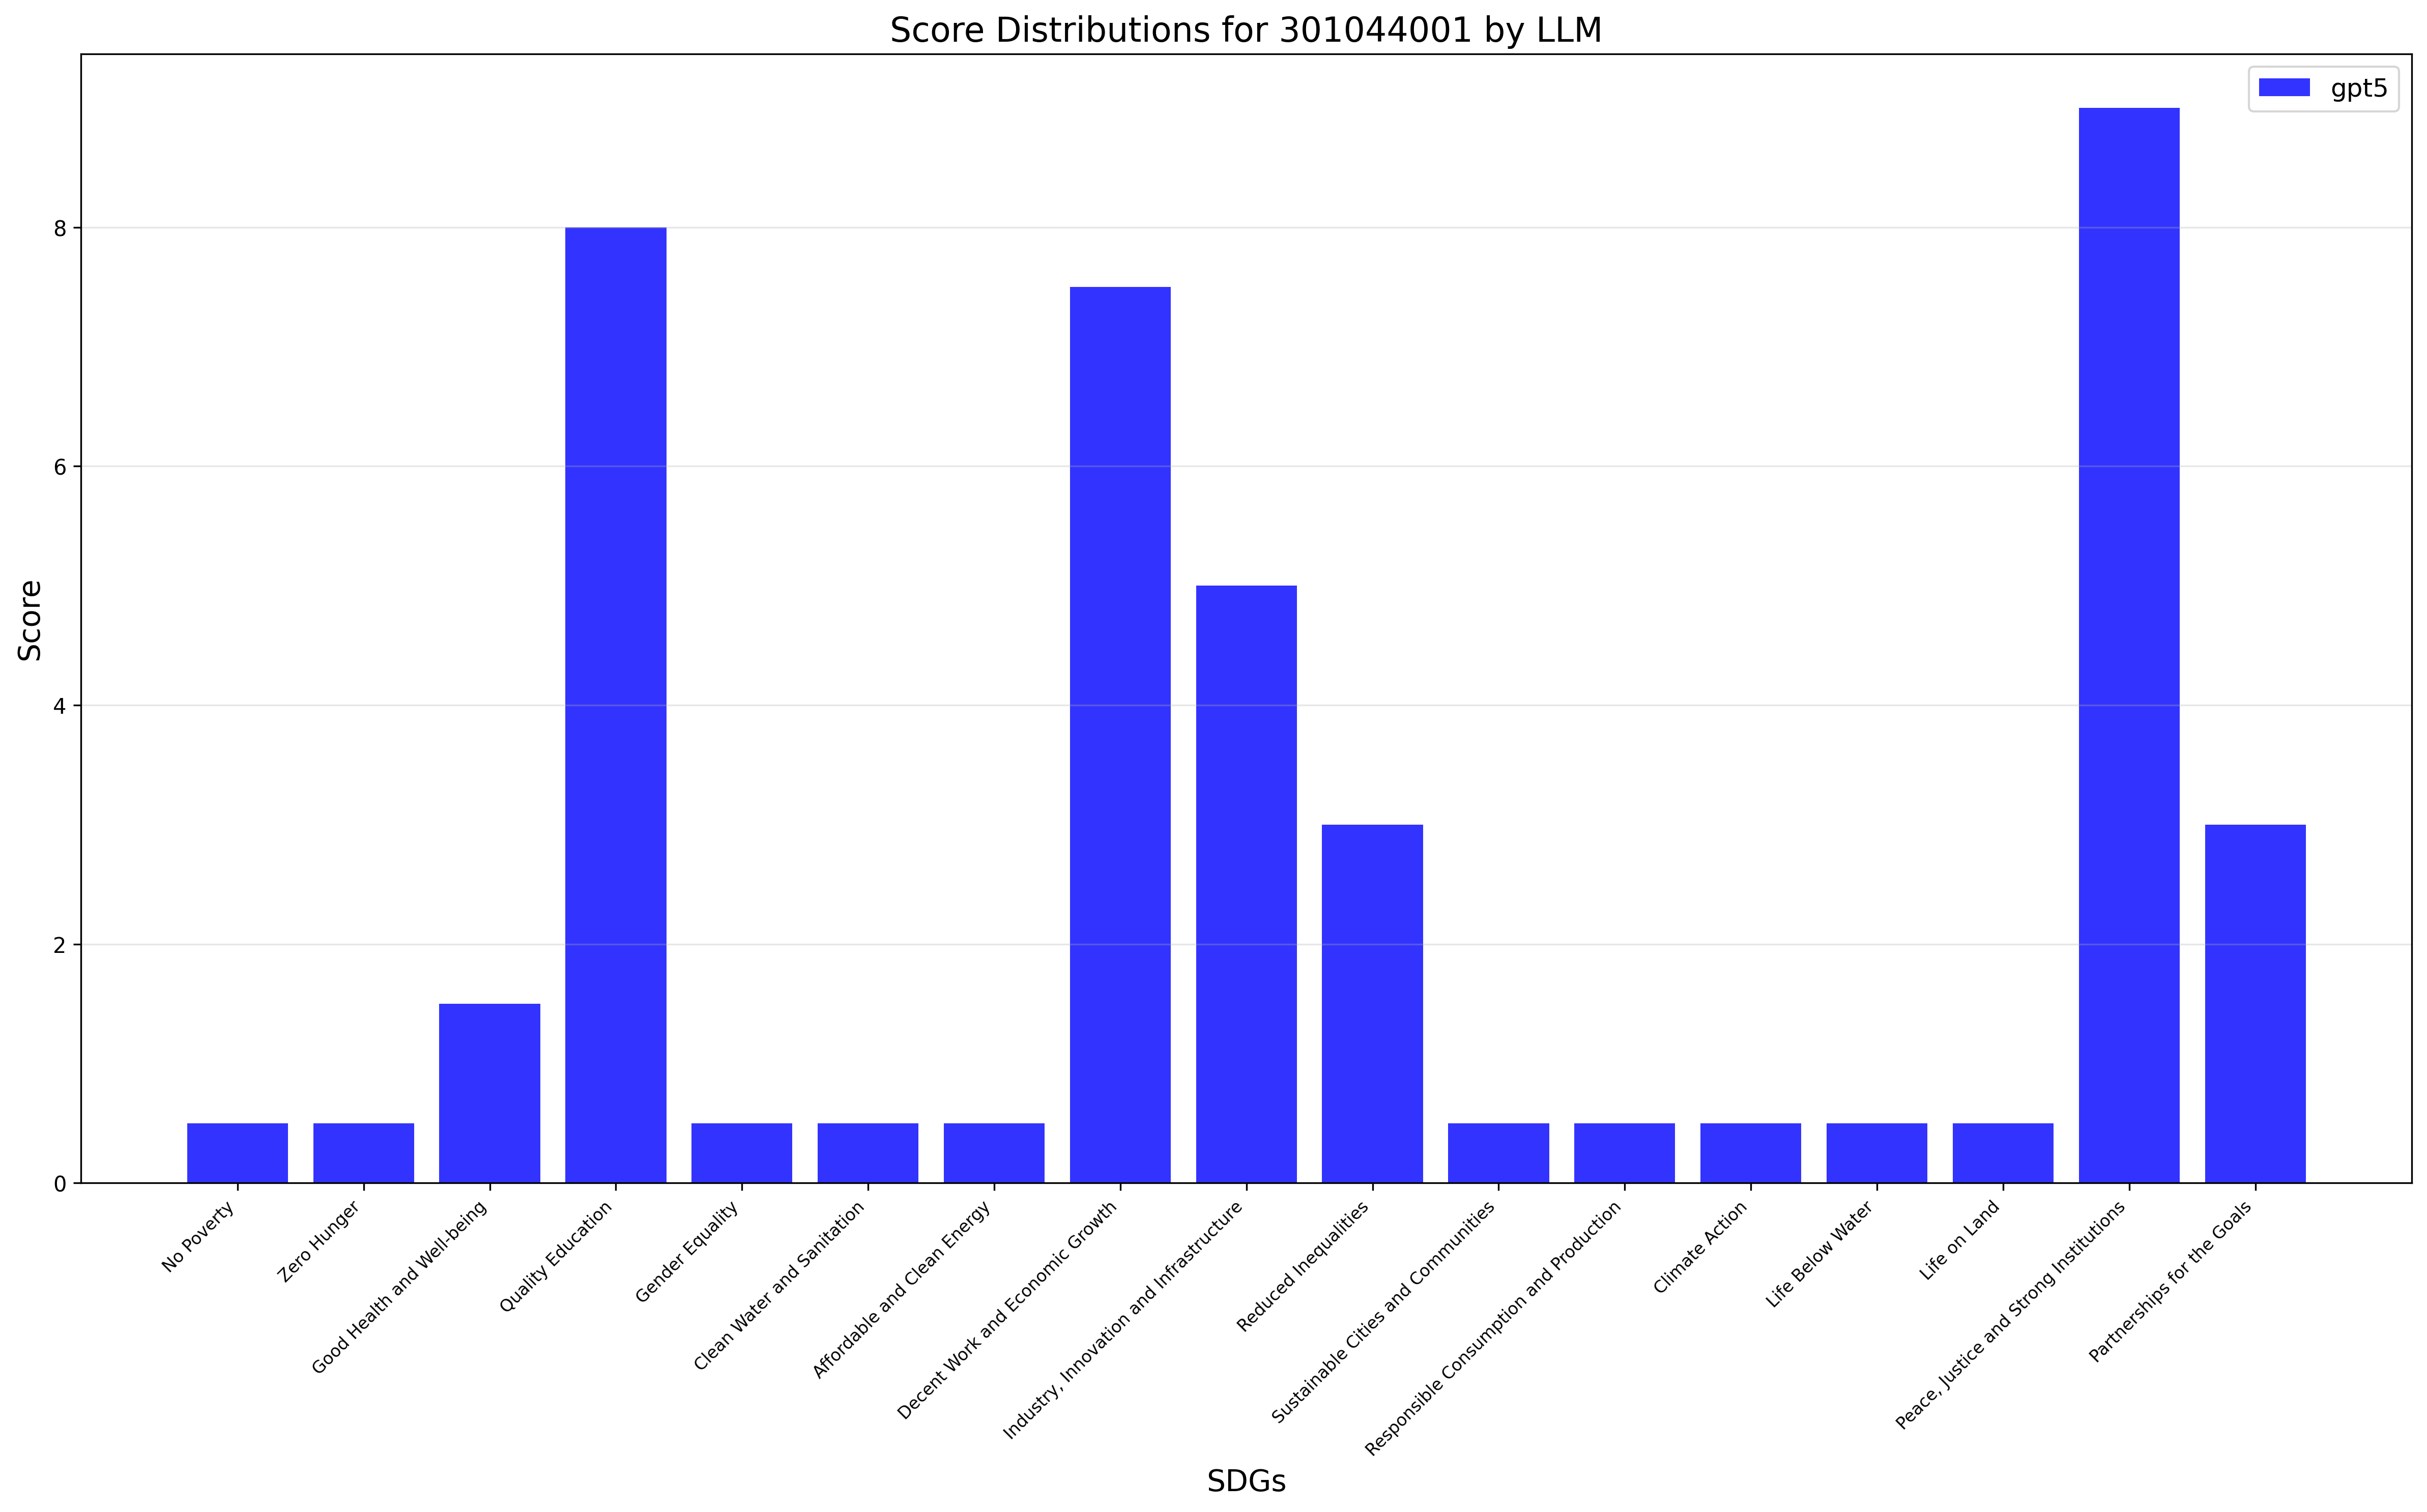 Score Distributions for 301044001 by LLM
gpt5
Score
8
6
4
2
0
No Poverty
Zero Hunger
Good Health and Well-being
Quality Education
Gender Equality
Clean Water and Sanitation
Affordable and Clean Energy
Decent Work and Economic Growth
Industry, Innovation and Infrastructure
Reduced Inequalities
Sustainable Cities and Communities
Responsible Consumption and Production
Climate Action
Life Below Water
Life on Land
Peace, Justice and Strong Institutions
Partnerships for the Goals
SDGs